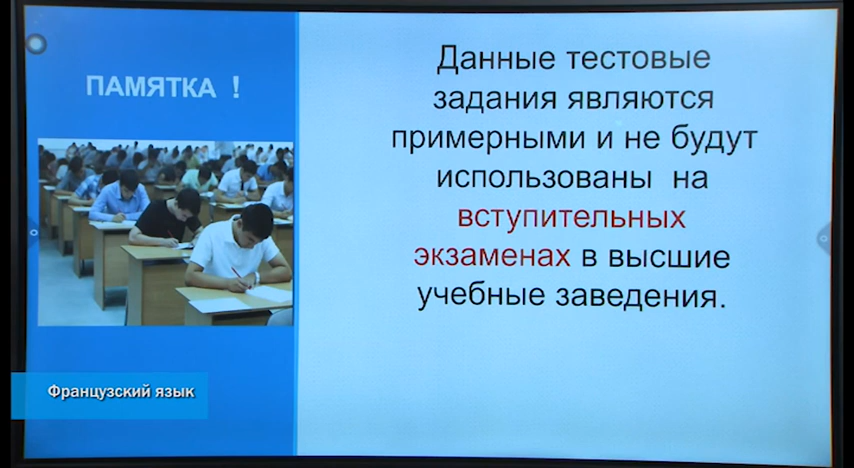 ПАМЯТКА !
Данные тестовые
задания являются
примерными и не будут
использованы на
вступительных
экзаменах в высшие
учебные заведения.
Французский язык